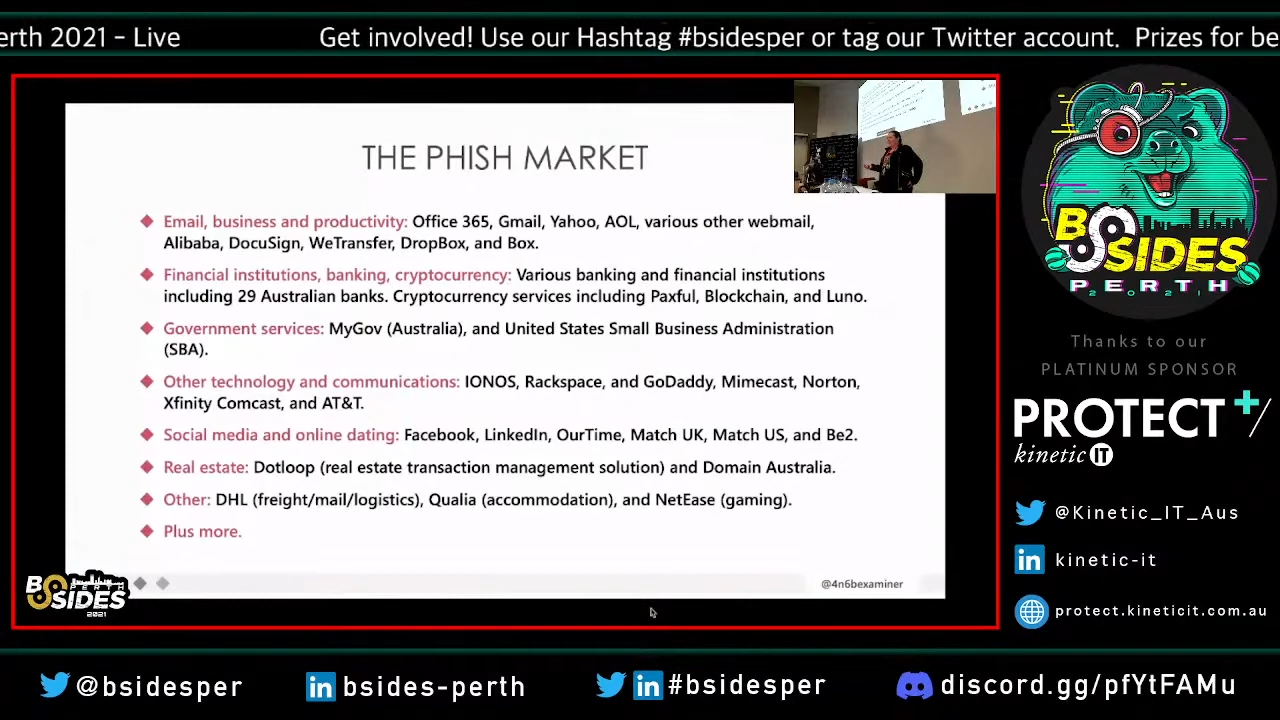 erth 2021 – Live Get involved! Use our Hashtag #bsidesper or tag our Twitter account. Prizes for be
THE PHISH MARKET
Email, business and productivity: Office 365, Gmail, Yahoo, AOL, various other webmail,
Alibaba, DocuSign, WeTransfer, DropBox, and Box.
Financial institutions, banking, cryptocurrency: Various banking and financial institutions
including 29 Australian banks. Cryptocurrency services including Paxful, Blockchain, and Luno.
Government services: MyGov (Australia), and United States Small Business Administration
(SBA).
Other technology and communications: IONOS, Rackspace, and GoDaddy, Mimecast, Norton,
Xfinity Comcast, and AT&T.
Social media and online dating: Facebook, LinkedIn, OurTime, Match UK, Match US, and Be2.
Real estate: Dotloop (real estate transaction management solution) and Domain Australia.
Other: DHL (freight/mail/logistics), Qualia (accommodation), and NetEase (gaming).
Plus more.
@4n6bexaminer
BSIDES
PERTH
2021
BSIDES
PERTH
2021
Thanks to our
PLATINUM SPONSOR
PROTECT+/
kinetic IT
@Kinetic_IT_Aus
in kinetic-it
protect.kineticit.com.au
@bsidesper
in bsides-perth
in #bsidesper
discord.gg/pfYtFAMu